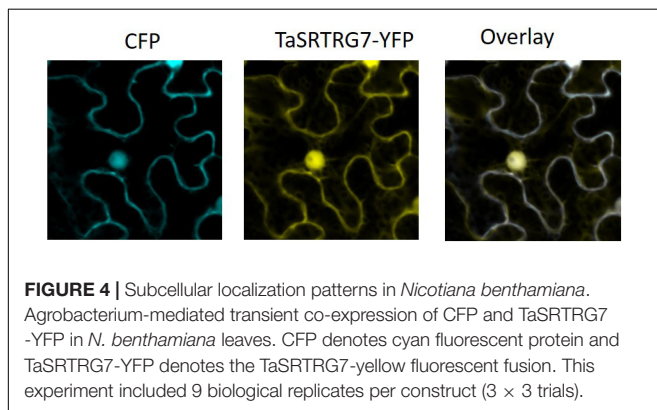 CFP TaSRTRG7-YFP Overlay
FIGURE 4 | Subcellular localization patterns in Nicotiana benthamiana.
Agrobacterium-mediated transient co-expression of CFP and TaSRTRG7
-YFP in N. benthamiana leaves. CFP denotes cyan fluorescent protein and
TaSRTRG7-YFP denotes the TaSRTRG7-yellow fluorescent fusion. This
experiment included 9 biological replicates per construct (3 × 3 trials).